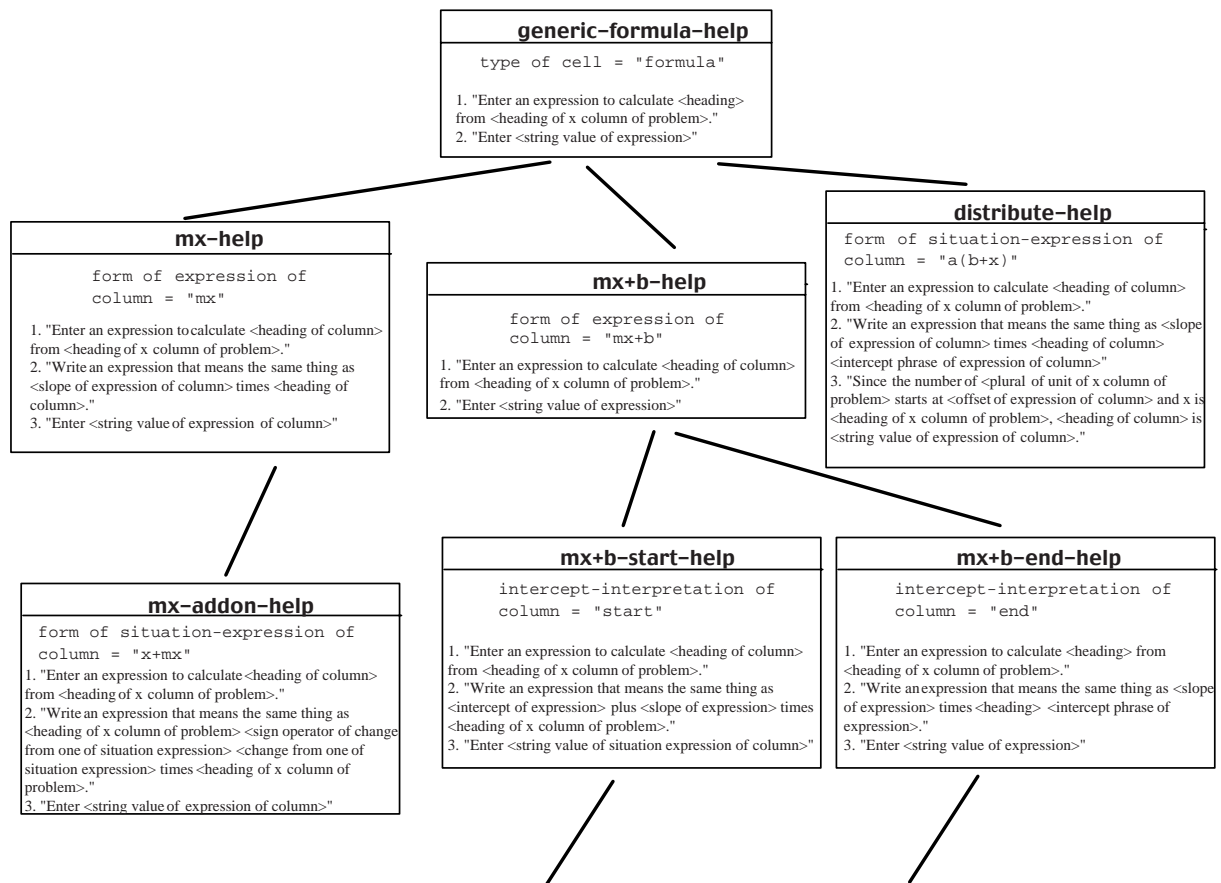 generic-formula-help
type of cell = "formula"
1. "Enter an expression to calculate <heading>
from <heading of x column of problem>."
2. "Enter <string value of expression>"
mx-help
form of expression of
column = "mx"
1. "Enter an expression to calculate <heading of column>
from <heading of x column of problem>."
2. "Write an expression that means the same thing as
<slope of expression of column> times <heading of
column>."
3. "Enter <string value of expression of column>"
mx+b-help
form of expression of
column = "mx+b"
1. "Enter an expression to calculate <heading of column>
from <heading of x column of problem>."
2. "Enter <string value of expression>"
distribute-help
form of situation-expression of
column = "a(b+x)"
1. "Enter an expression to calculate <heading of column>
from <heading of x column of problem>."
2. "Write an expression that means the same thing as <slope
of expression of column> times <heading of column>
<intercept phrase of expression of column>"
3. "Since the number of <plural of unit of x column of
problem> starts at <offset of expression of column> and x is
<heading of x column of problem>, <heading of column> is
<string value of expression of column>."
mx-addon-help
form of situation-expression of
column = "x+mx"
1. "Enter an expression to calculate <heading of column>
from <heading of x column of problem>."
2. "Write an expression that means the same thing as
<heading of x column of problem> <sign operator of change
from one of situation expression> <change from one of
situation expression> times <heading of x column of
problem>."
3. "Enter <string value of expression of column>"
mx+b-start-help
intercept-interpretation of
column = "start"
1. "Enter an expression to calculate <heading of column>
from <heading of x column of problem>."
2. "Write an expression that means the same thing as
<intercept of expression> plus <slope of expression> times
<heading of x column of problem>."
3. "Enter <string value of situation expression of column>"
mx+b-end-help
intercept-interpretation of
column = "end"
1. "Enter an expression to calculate <heading> from
<heading of x column of problem>."
2. "Write an expression that means the same thing as <slope
of expression> times <heading> <intercept phrase of
expression>."
3. "Enter <string value of expression>"